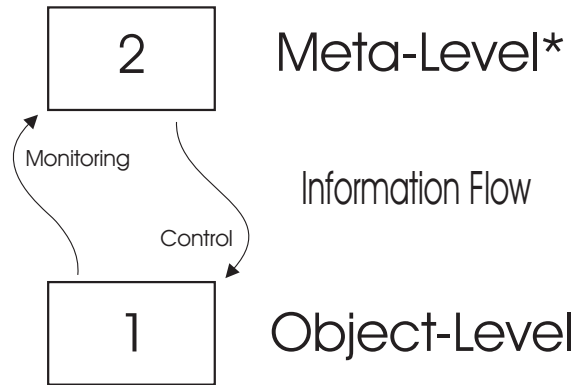 2 Meta-Level*
Monitoring
Information Flow
Control
1 Object-Level